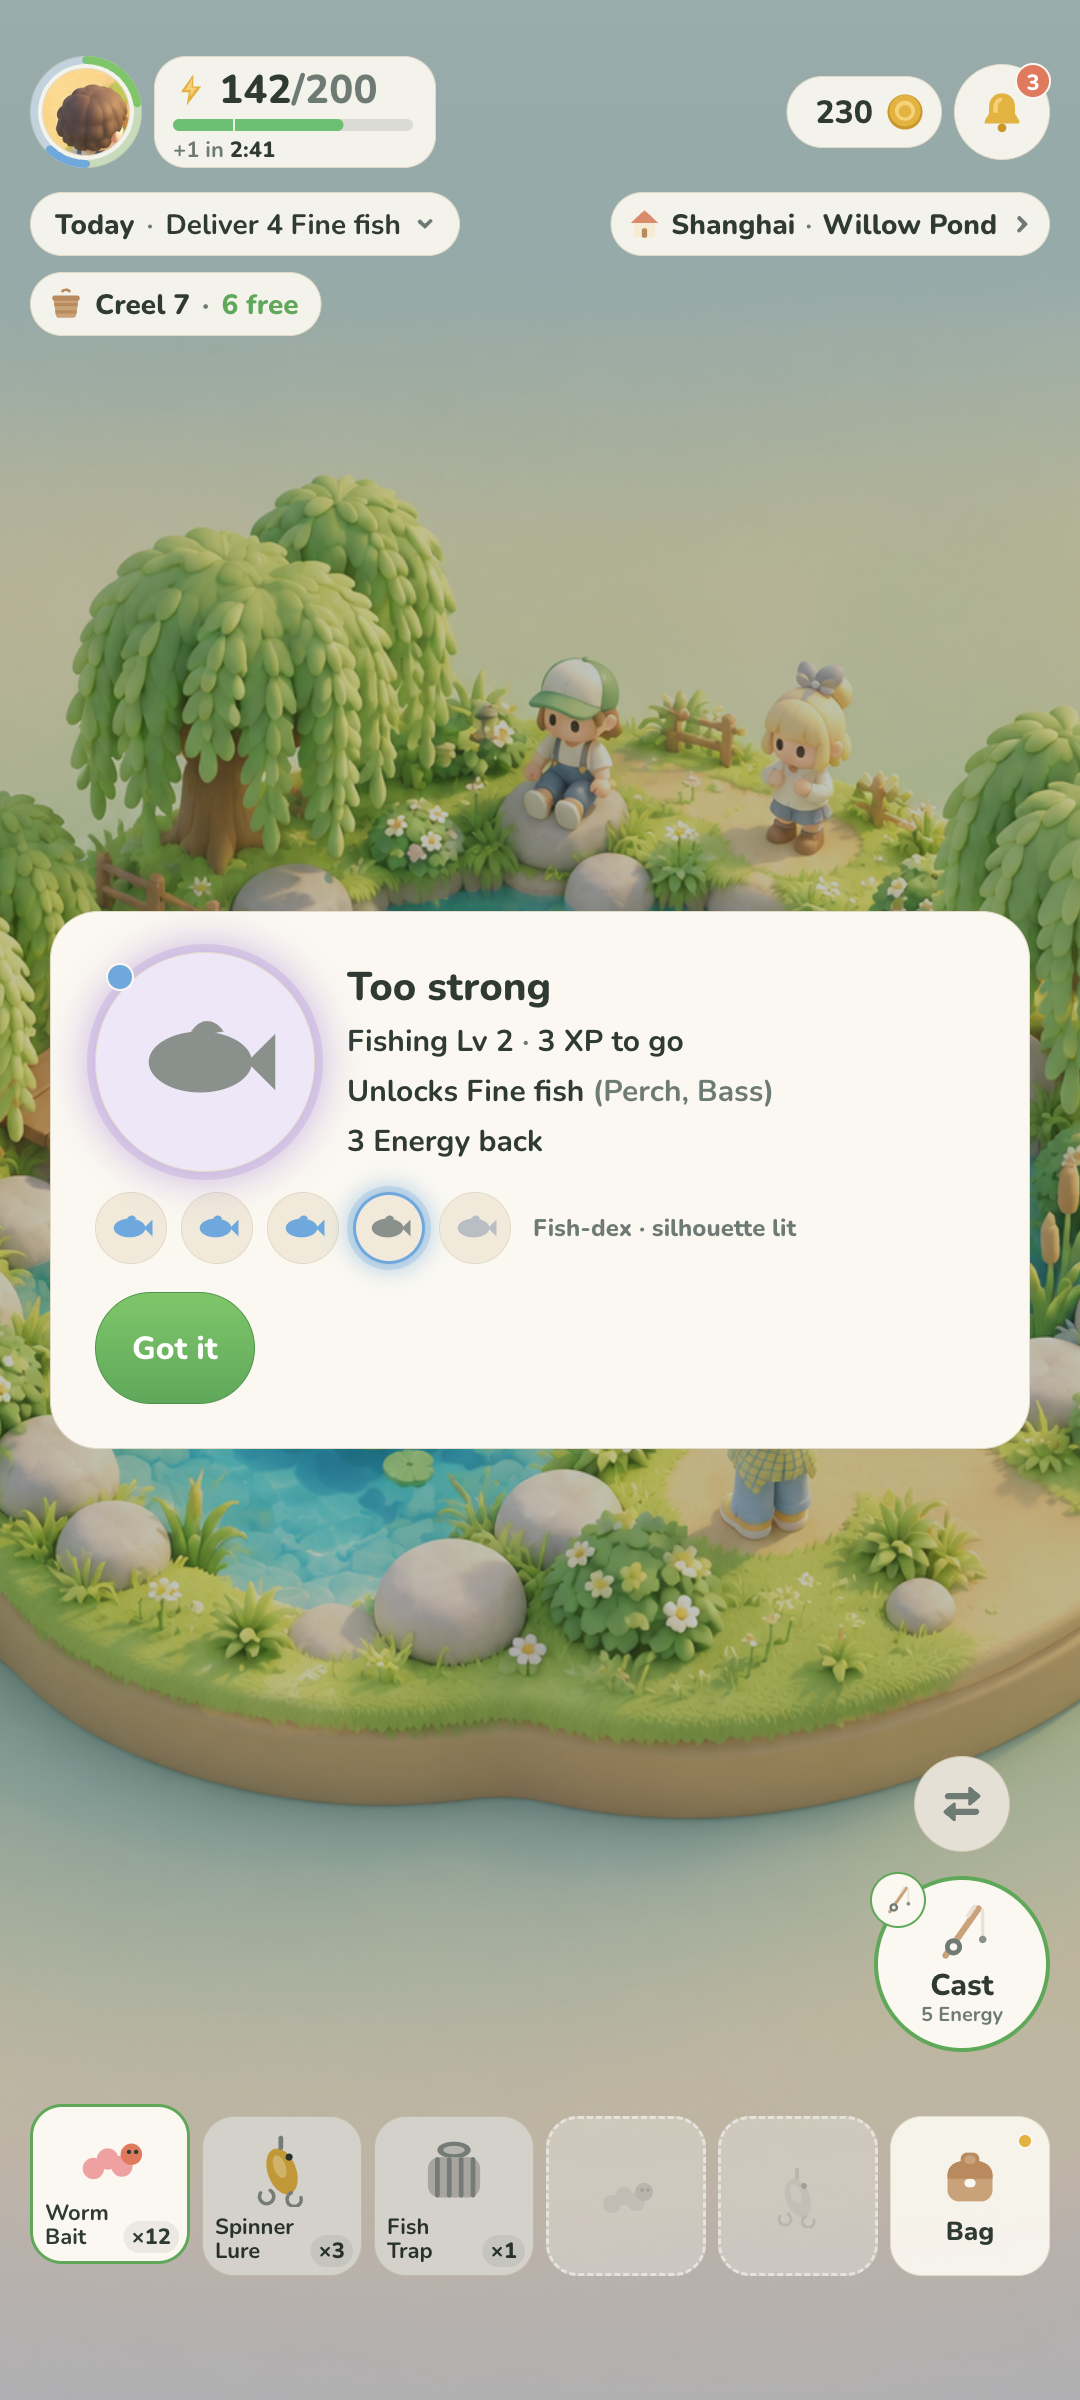 142/200
+1 in 2:41
230
3
Today · Deliver 4 Fine fish
Shanghai · Willow Pond
Creel 7 · 6 free
Too strong
Fishing Lv 2 · 3 XP to go
Unlocks Fine fish (Perch, Bass)
3 Energy back
Fish-dex · silhouette lit
Got it
Cast
5 Energy
Worm
Bait
×12
Spinner
Lure
×3
Fish
Trap
×1
Bag